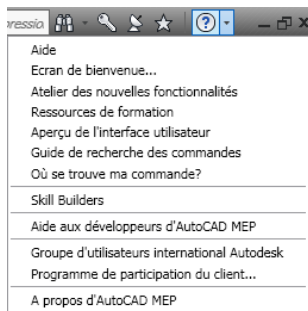 pressio
Aide
Ecran de bienvenue...
Atelier des nouvelles fonctionnalités
Ressources de formation
Aperçu de l'interface utilisateur
Guide de recherche des commandes
Où se trouve ma commande?
Skill Builders
Aide aux développeurs d'AutoCAD MEP
Groupe d'utilisateurs international Autodesk
Programme de participation du client...
A propos d'AutoCAD MEP